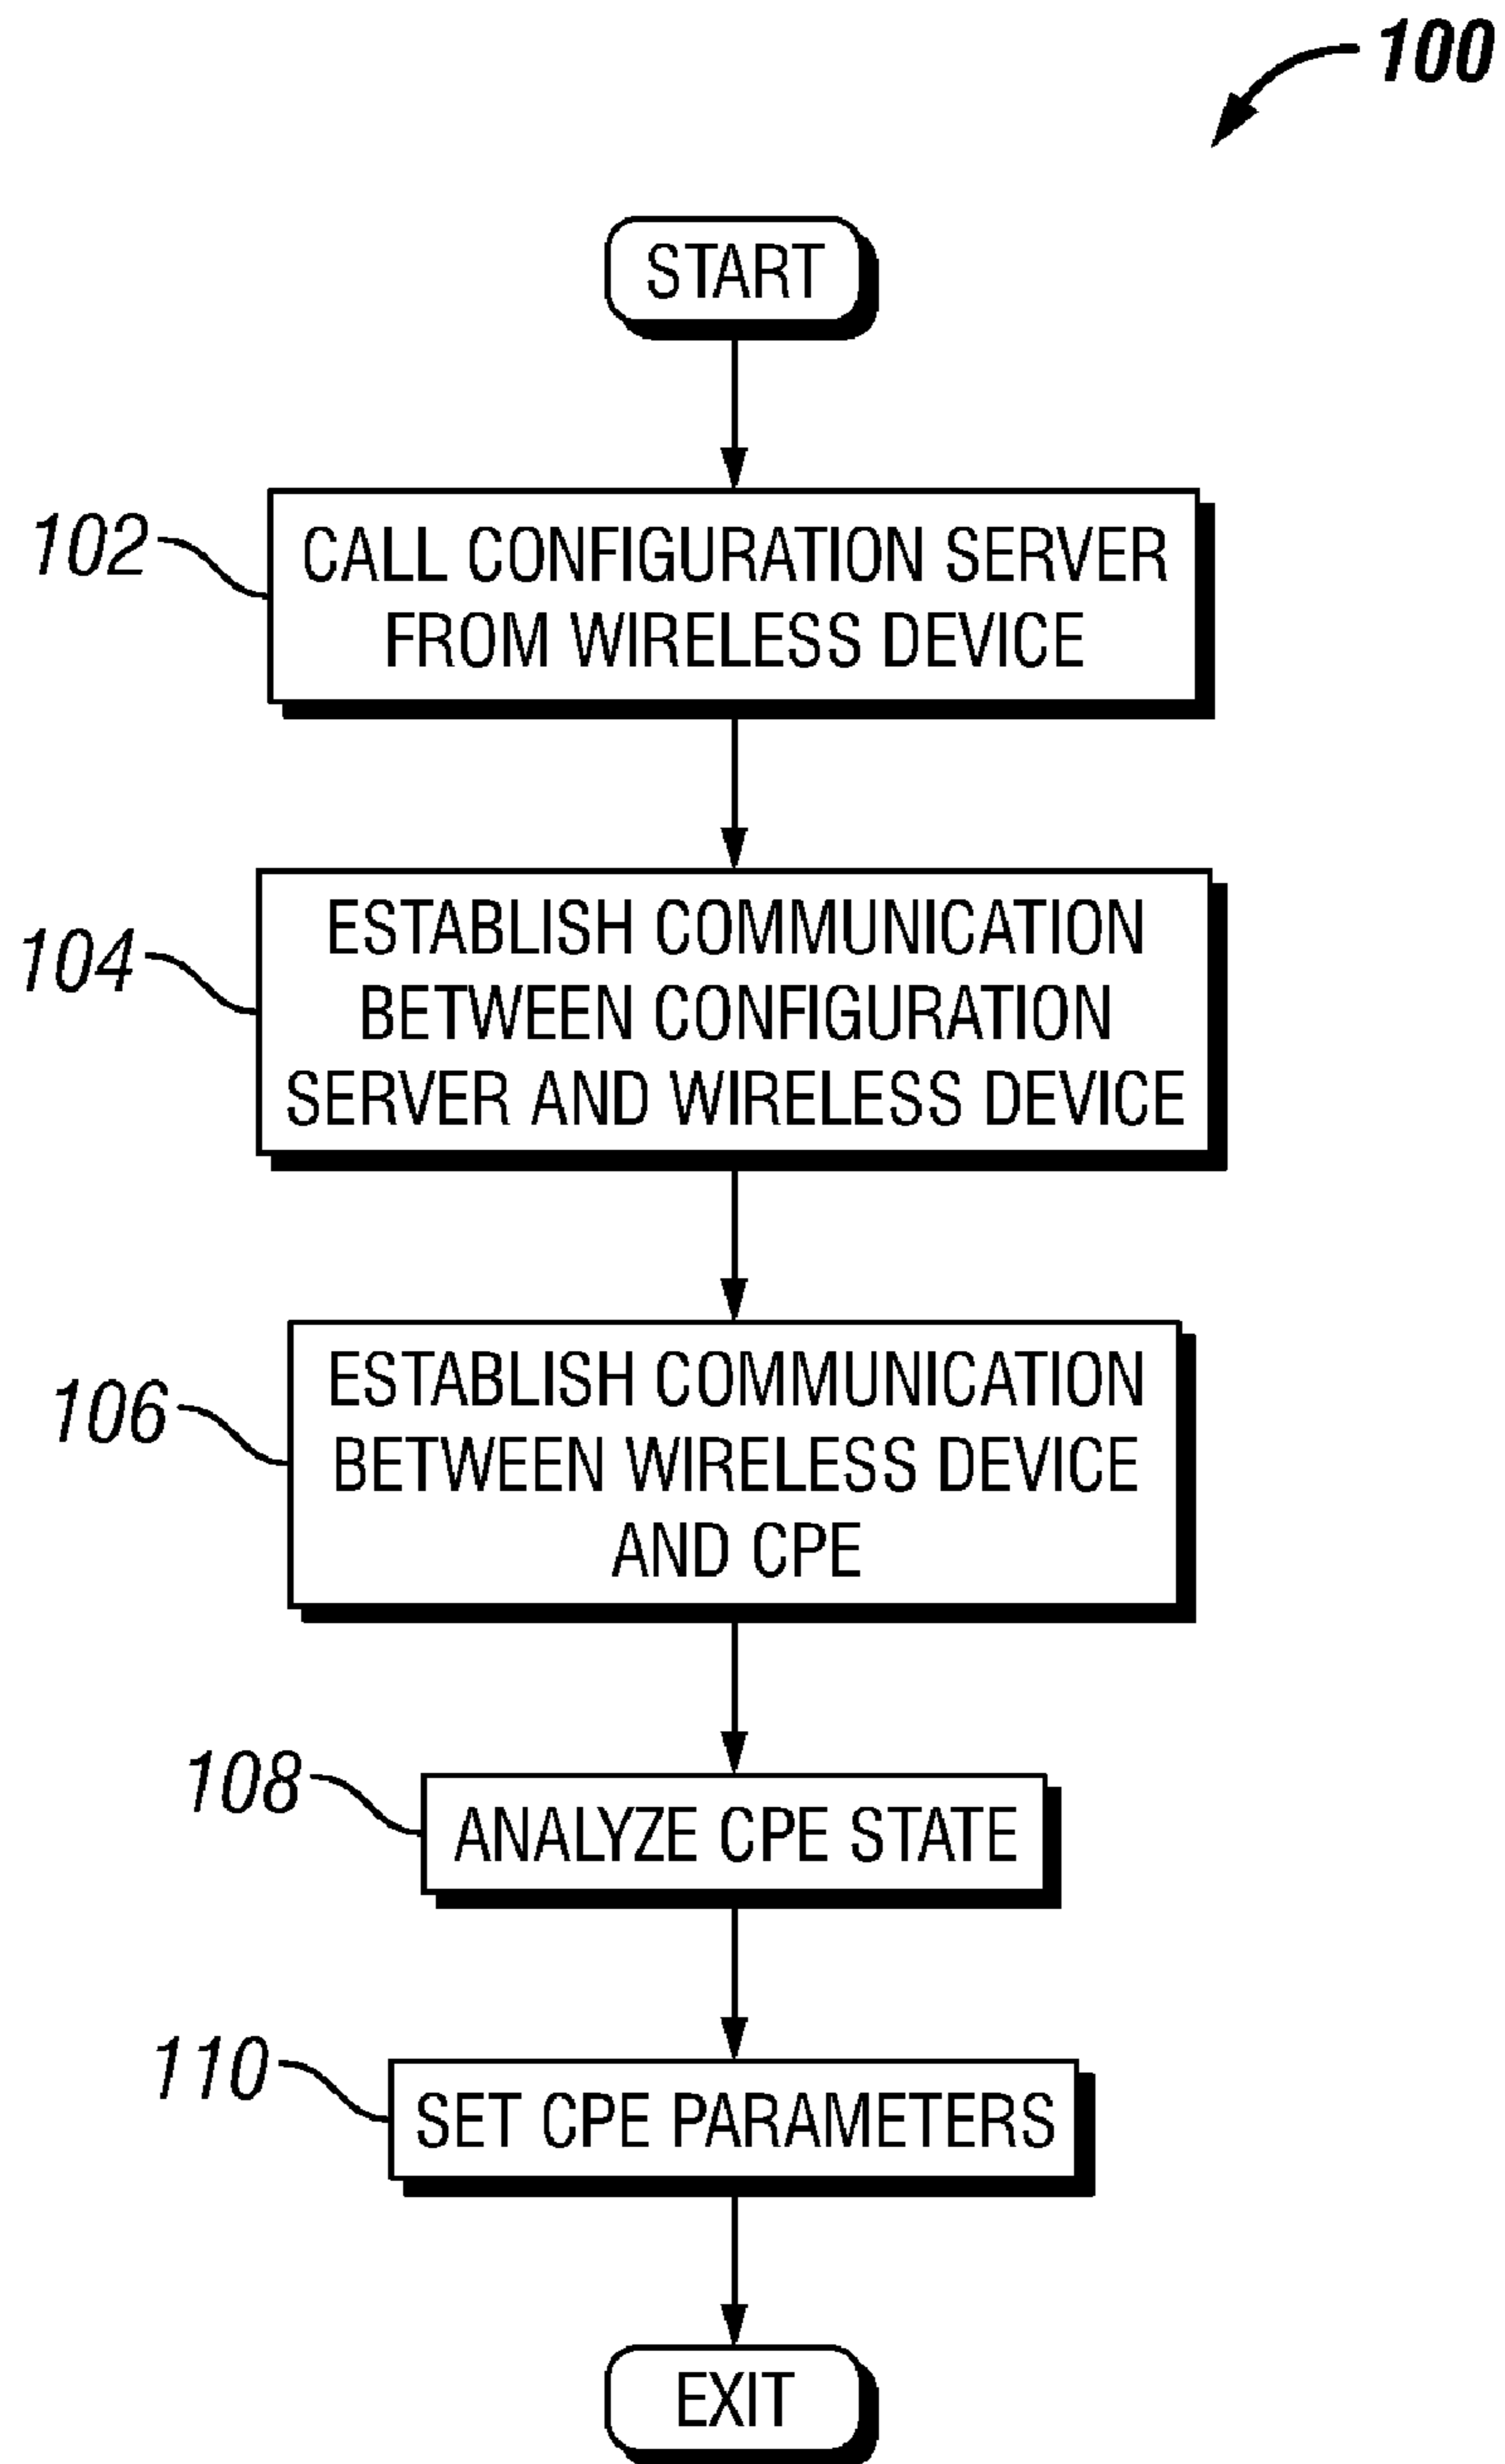 100
START
102
CALL CONFIGURATION SERVER
FROM WIRELESS DEVICE
104
ESTABLISH COMMUNICATION
BETWEEN CONFIGURATION
SERVER AND WIRELESS DEVICE
106
ESTABLISH COMMUNICATION
BETWEEN WIRELESS DEVICE
AND CPE
108
ANALYZE CPE STATE
110
SET CPE PARAMETERS
EXIT